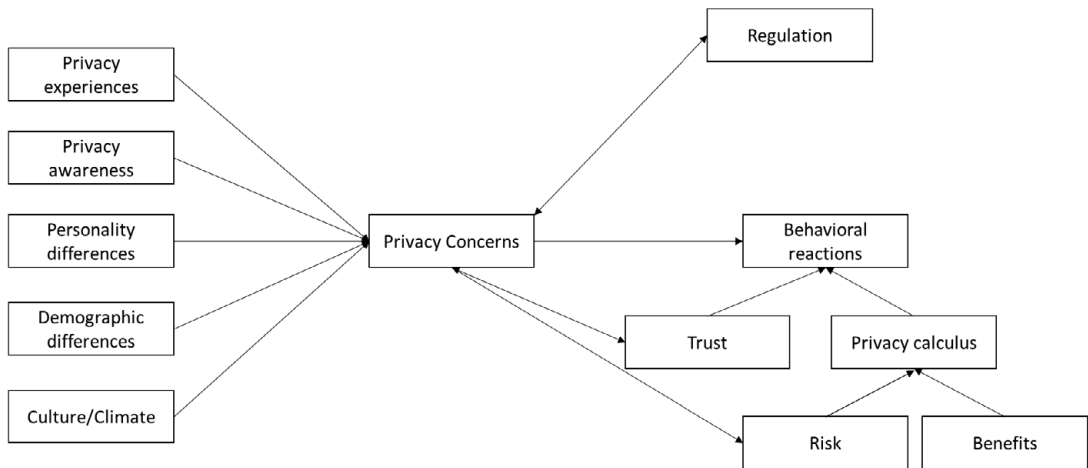 Regulation
Privacy
experiences
Privacy
awareness
Personality
differences
Privacy Concerns
Behavioral
reactions
Demographic
differences
Trust
Privacy calculus
Culture/Climate
Risk
Benefits